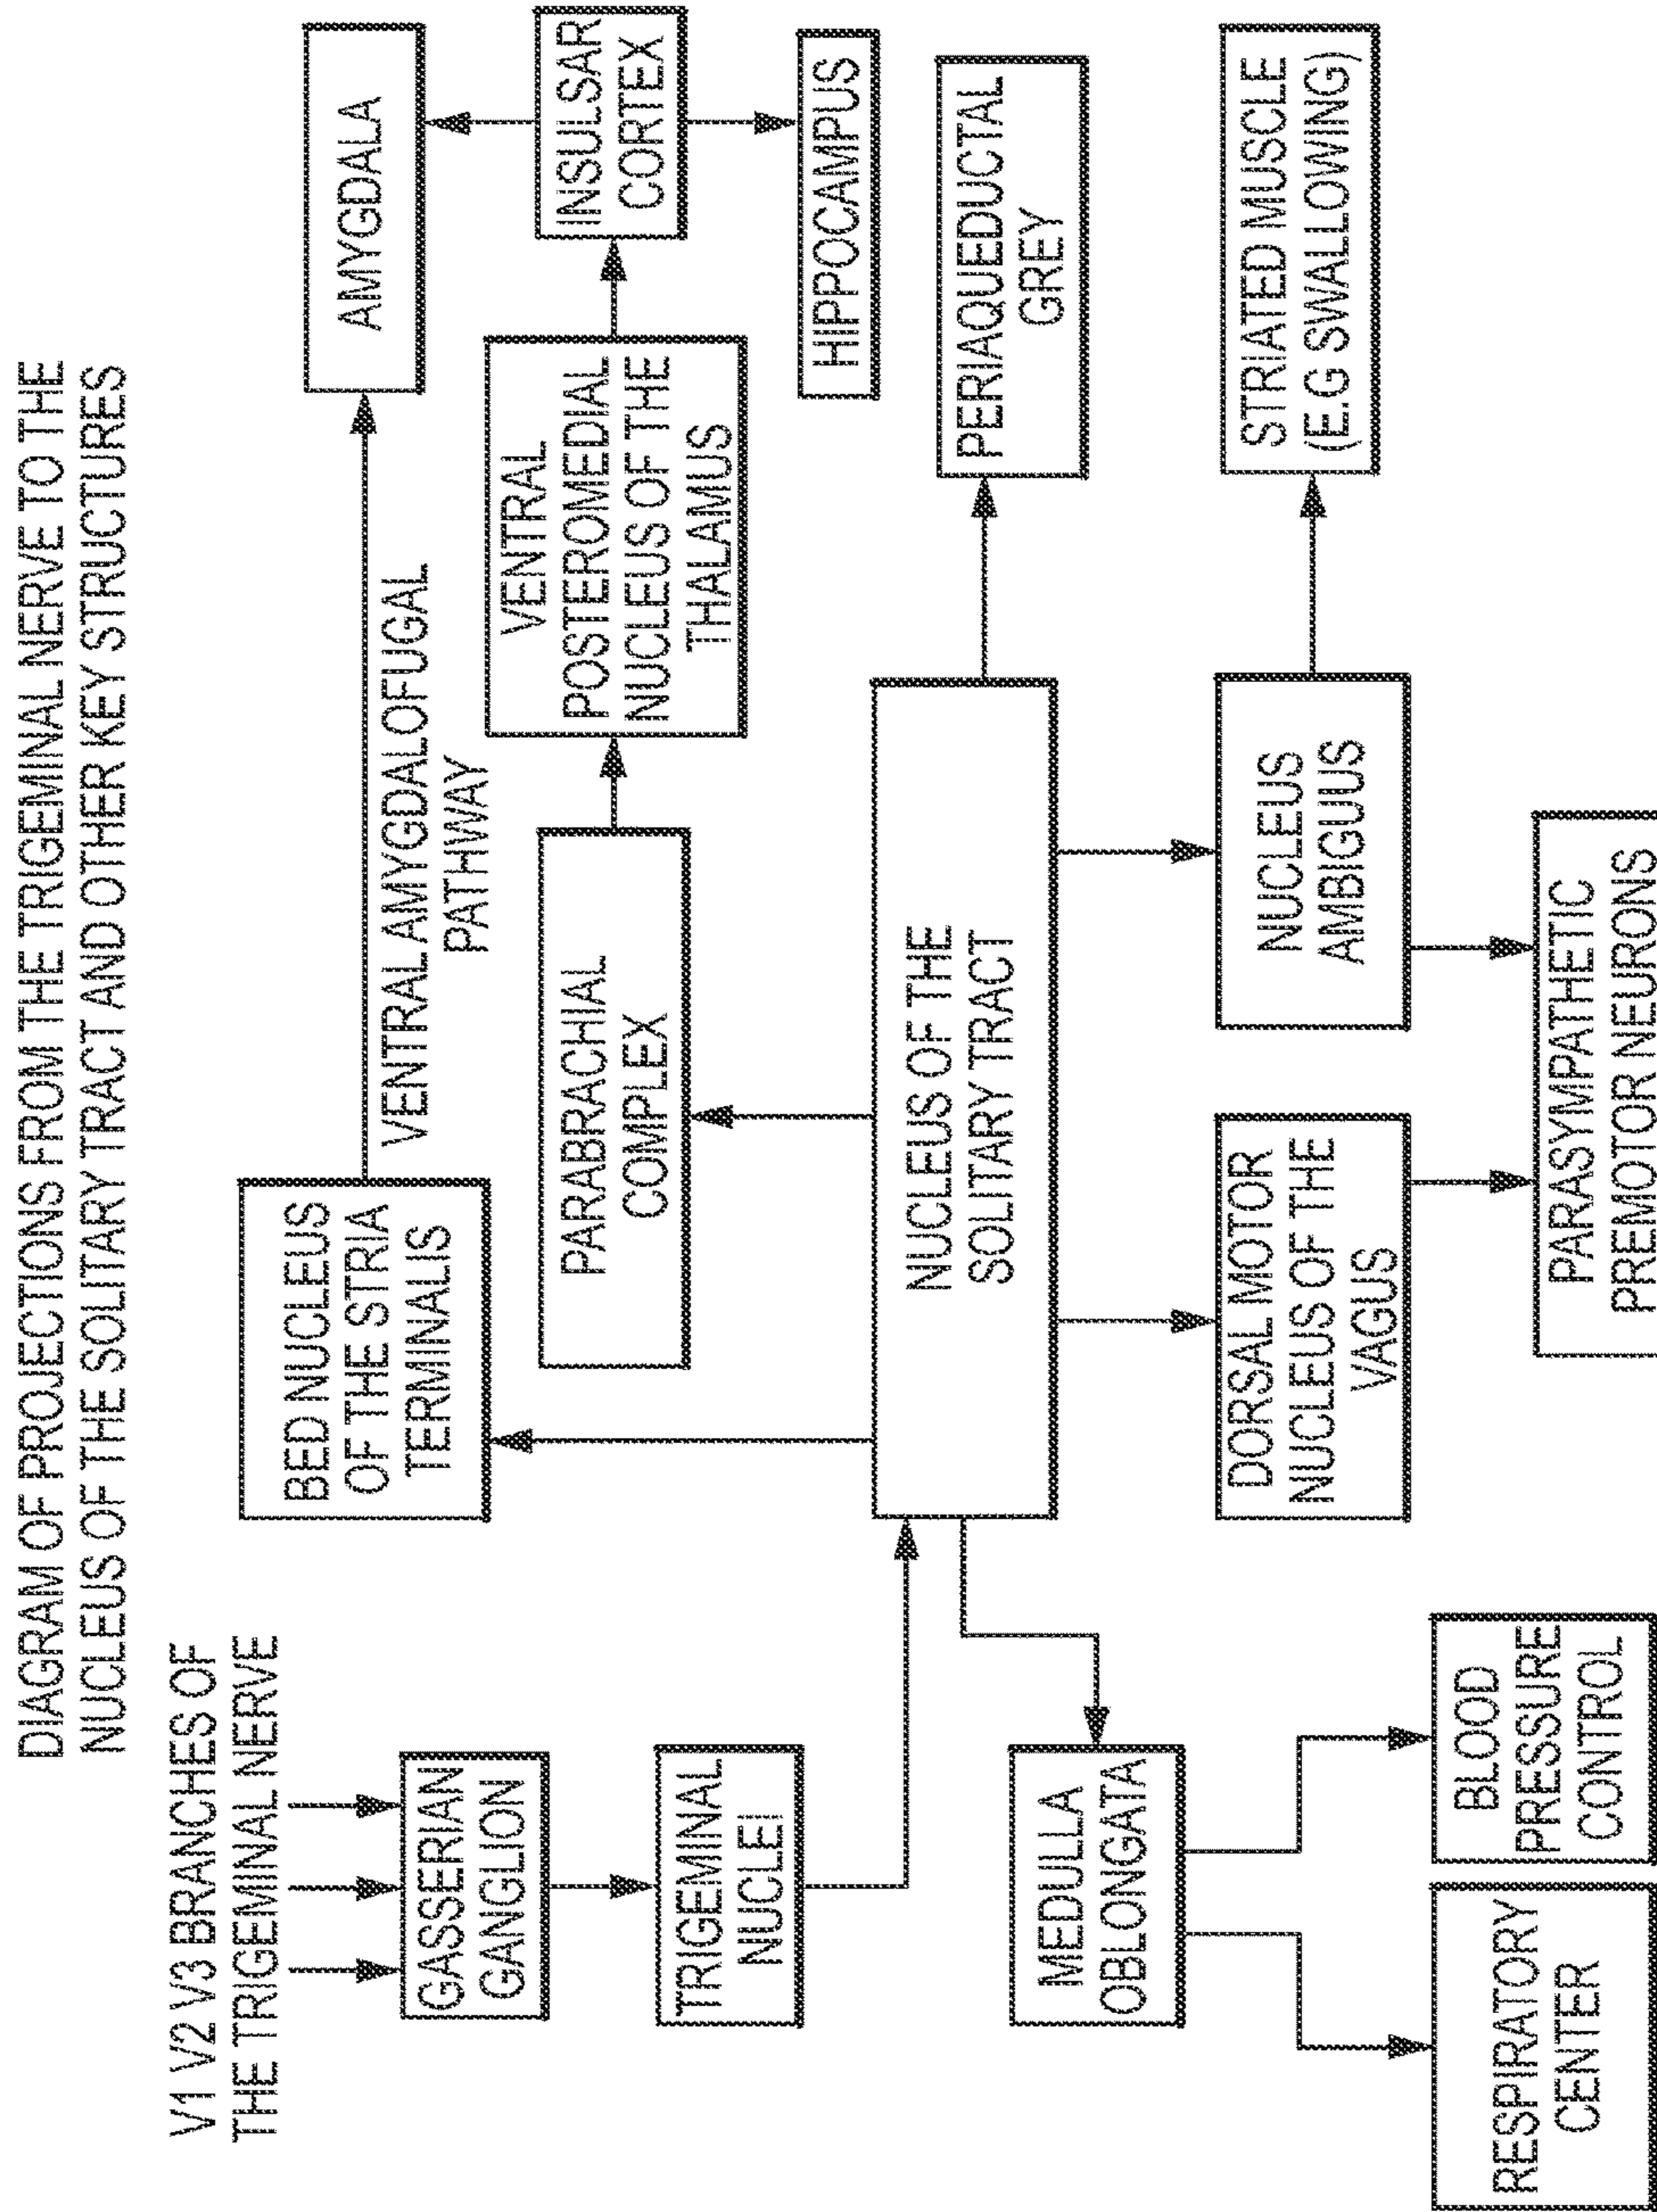 DIAGRAM OF PROJECTIONS FROM THE TRIGEMINAL NERVE TO THE
NUCLEUS OF THE SOLITARY TRACT AND OTHER KEY STRUCTURES
V1 V2 V3 BRANCHES OF
THE TRIGEMINAL NERVE
GASSERIAN
GANGLION
TRIGEMINAL
NUCLEI
BED NUCLEUS
OF THE STRIA
TERMINALIS
VENTRAL AMYGDALOFUGAL
PATHWAY
AMYGDALA
PARABRACHIAL
COMPLEX
VENTRAL
POSTEROMEDIAL
NUCLEUS OF THE
THALAMUS
INSULSAR
CORTEX
HIPPOCAMPUS
NUCLEUS OF THE
SOLITARY TRACT
PERIAQUEDUCTAL
GREY
MEDULLA
OBLONGATA
DORSAL MOTOR
NUCLEUS OF THE
VAGUS
NUCLEUS
AMBIGUUS
STRIATED MUSCLE
(E.G SWALLOWING)
RESPIRATORY
CENTER
BLOOD
PRESSURE
CONTROL
PARASYMPATHETIC
PREMOTOR NEURONS